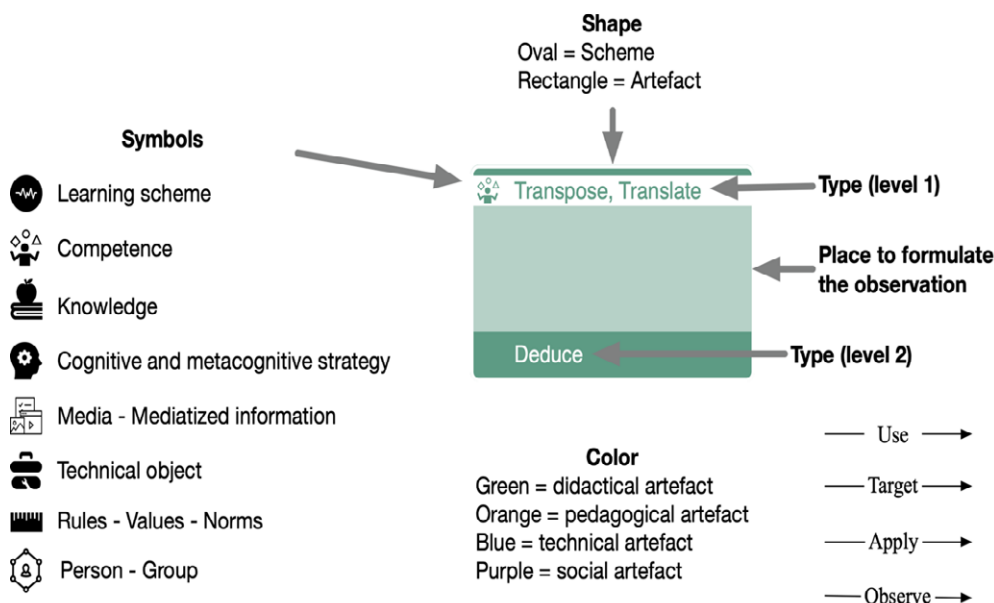 Shape
Oval = Scheme
Rectangle = Artefact
Symbols
Learning scheme
Competence
Knowledge
Cognitive and metacognitive strategy
Media - Mediatized information
Technical object
Rules - Values - Norms
Person - Group
Transpose, Translate
Deduce
Type (level 1)
Place to formulate
the observation
Type (level 2)
Color
Green = didactical artefact
Orange = pedagogical artefact
Blue = technical artefact
Purple = social artefact
Use
Target
Apply
Observe